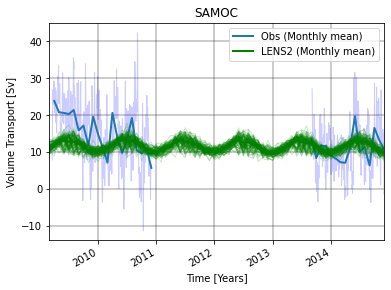 SAMOC
Obs (Monthly mean)
LENS2 (Monthly mean)
Volume Transport [Sv]
40
30
20
10
0
−10
2010
2011
2012
2013
2014
Time [Years]